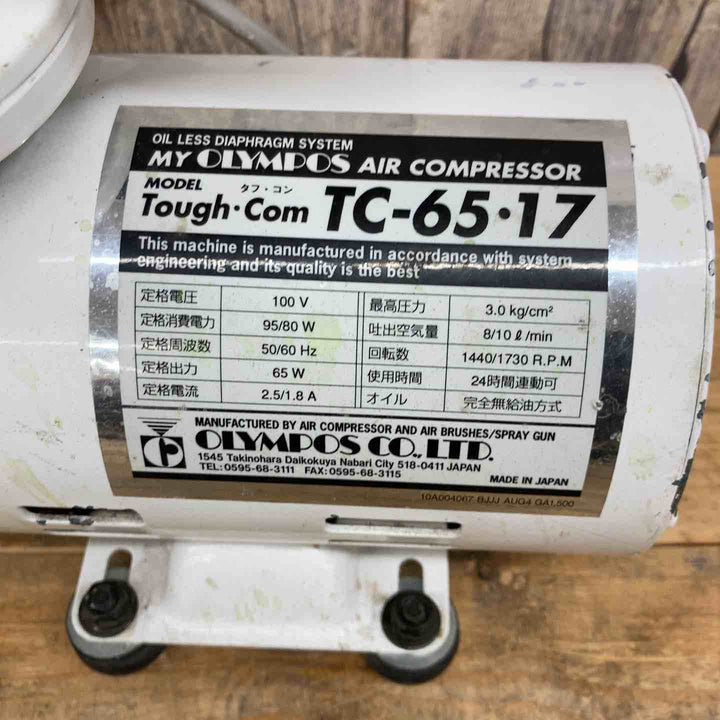 OIL LESS DIAPHRAGM SYSTEM
MY OLYMPOS AIR COMPRESSOR
MODEL タフ・コン
Tough・Com TC-65・17
This machine is manufactured in accordance with system
engineering and its quality is the best
定格電圧 100 V 最高圧力 3.0 kg/cm²
定格消費電力 95/80 W 吐出空気量 8/10 ℓ/min
定格周波数 50/60 Hz 回転数 1440/1730 R.P.M
定格出力 65 W 使用時間 24時間連動可
定格電流 2.5/1.8 A オイル 完全無給油方式
MANUFACTURED BY AIR COMPRESSOR AND AIR BRUSHES/SPRAY GUN
OLYMPOS CO., LTD.
1545 Takinohara Daikokuya Nabari City 518-0411 JAPAN
TEL: 0595-68-3111 FAX: 0595-68-3115
MADE IN JAPAN
10A004067 BJJJ AUG4 GA1,500